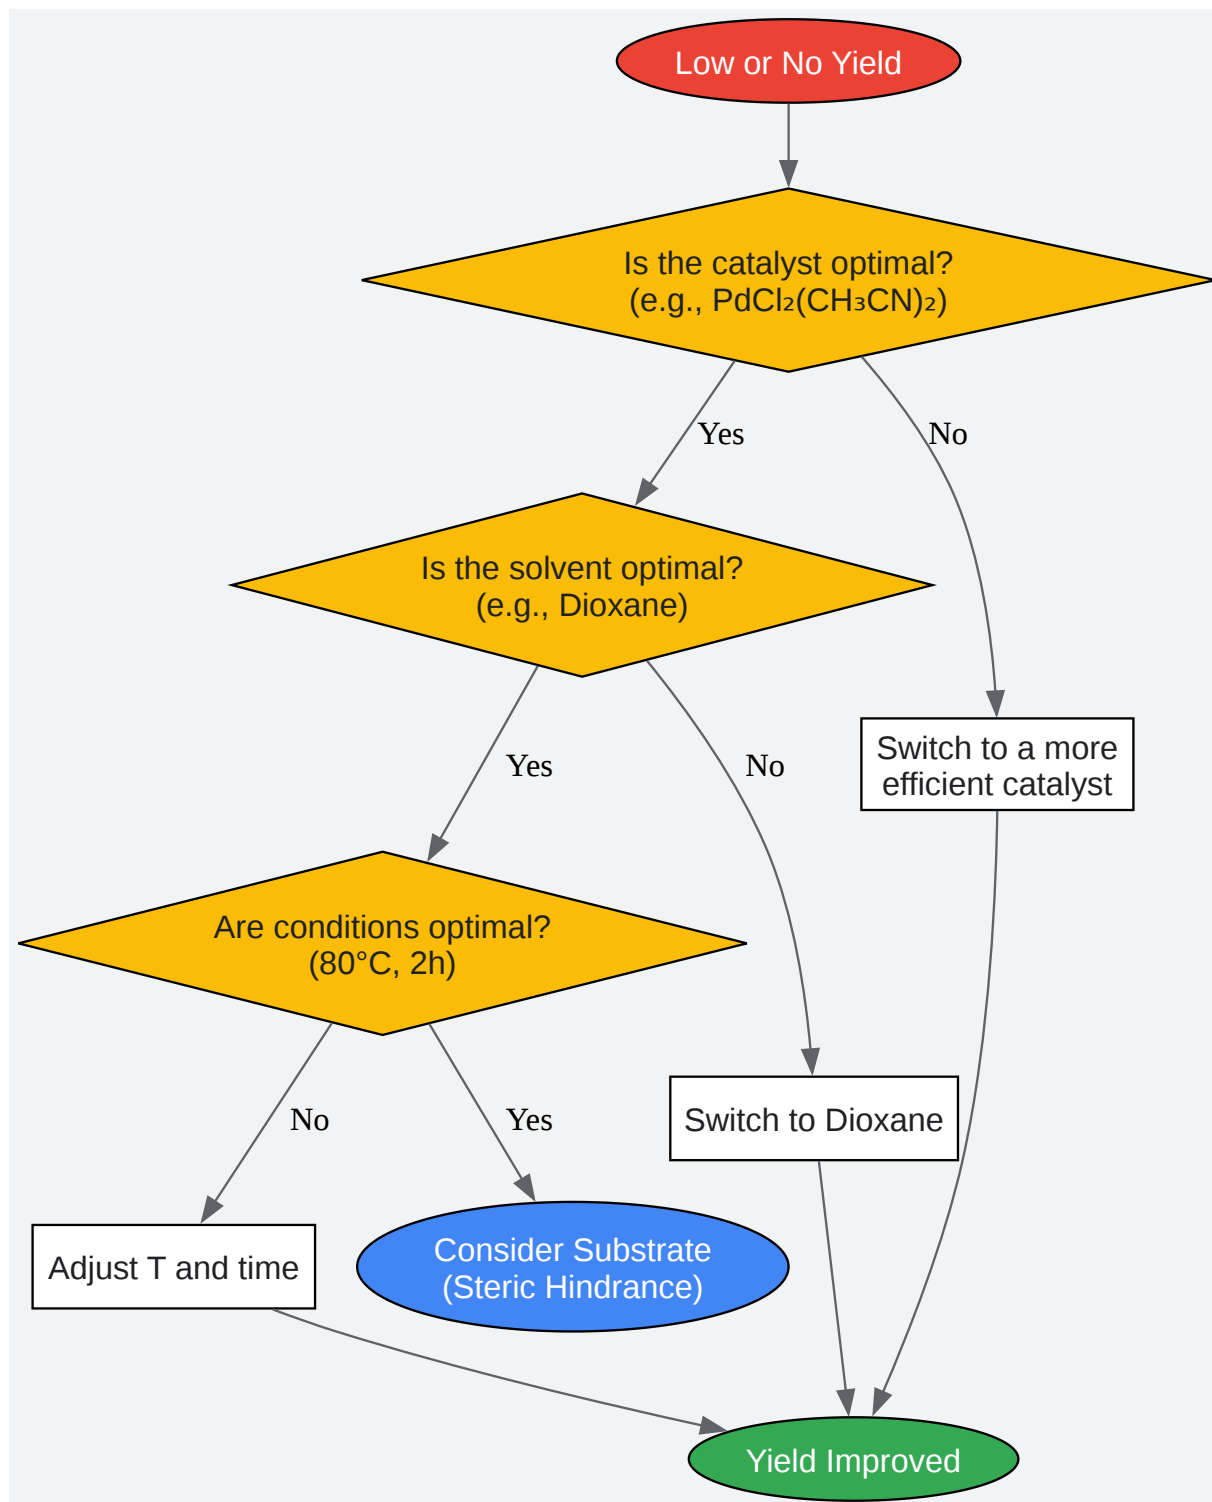 Low or No Yield
Is the catalyst optimal?
(e.g., PdCl₂(CH₃CN)₂)
Yes
No
Is the solvent optimal?
(e.g., Dioxane)
Switch to a more
efficient catalyst
Yes
No
Are conditions optimal?
(80°C, 2h)
No
Yes
Switch to Dioxane
Adjust T and time
Consider Substrate
(Steric Hindrance)
Yield Improved